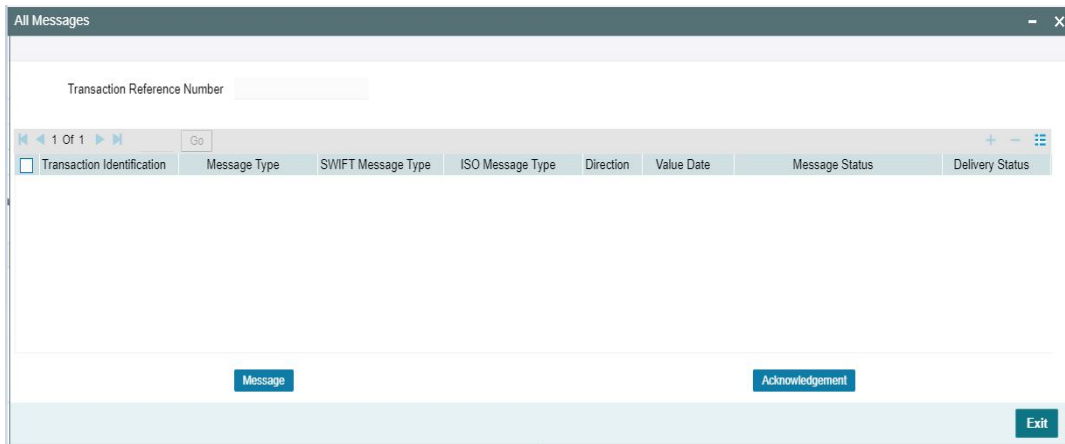 All Messages
Transaction Reference Number
1 Of 1 Go
Transaction Identification Message Type SWIFT Message Type ISO Message Type Direction Value Date Message Status Delivery Status
Message Acknowledgement
Exit